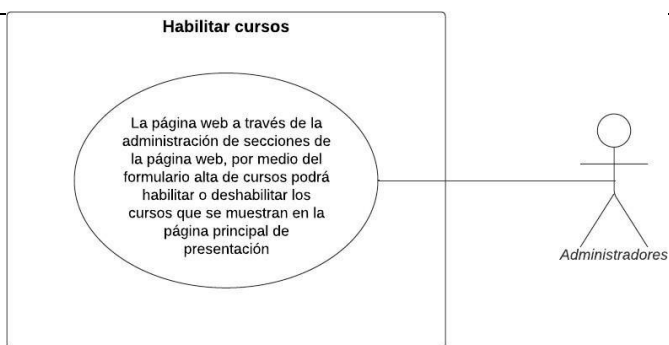 Habilitar cursos
La página web a través de la
administración de secciones de
la página web, por medio del
formulario alta de cursos podrá
habilitar o deshabilitar los
cursos que se muestran en la
página principal de
presentación
Administradores